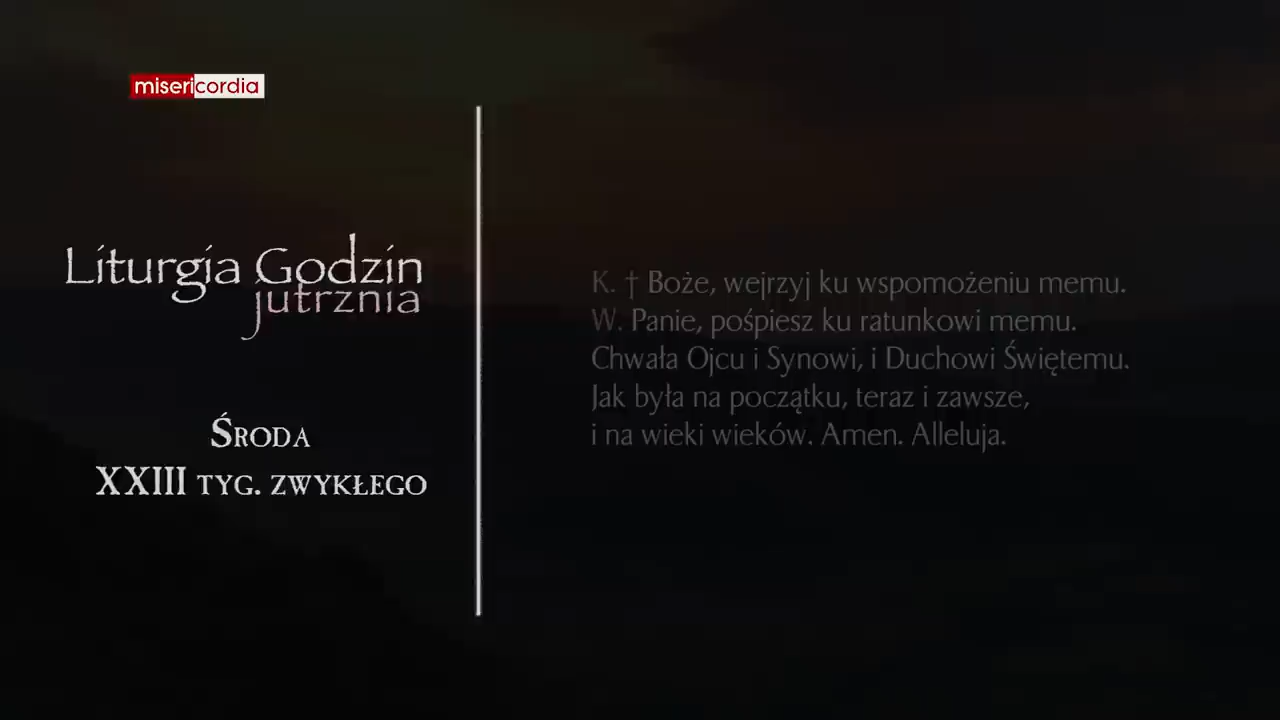 misericordia
Liturgia Godzin
jutrznia
Środa
XXIII tyg. zwykłego
K. † Boże, wejrzyj ku wspomożeniu memu.
W. Panie, pośpiesz ku ratunkowi memu.
Chwała Ojcu i Synowi, i Duchowi Świętemu.
Jak była na początku, teraz i zawsze,
i na wieki wieków. Amen. Alleluja.